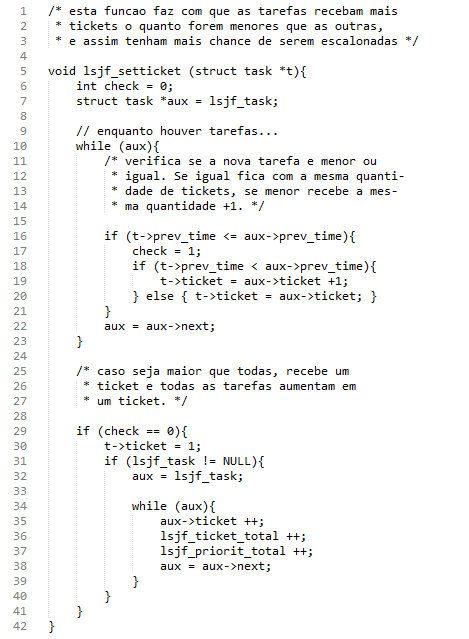 1 /* esta funcao faz com que as tarefas recebam mais
2  * tickets o quanto forem menores que as outras,
3  * e assim tenham mais chance de serem escalonadas */
4
5 void lsjf_setticket (struct task *t){
6     int check = 0;
7     struct task *aux = lsjf_task;
8
9     // enquanto houver tarefas...
10     while (aux){
11         /* verifica se a nova tarefa e menor ou
12          * igual. Se igual fica com a mesma quanti-
13          * dade de tickets, se menor recebe a mes-
14          * ma quantidade +1. */
15
16         if (t->prev_time <= aux->prev_time){
17             check = 1;
18             if (t->prev_time < aux->prev_time){
19                 t->ticket = aux->ticket +1;
20             } else { t->ticket = aux->ticket; }
21         }
22         aux = aux->next;
23     }
24
25     /* caso seja maior que todas, recebe um
26      * ticket e todas as tarefas aumentam em
27      * um ticket. */
28
29     if (check == 0){
30         t->ticket = 1;
31         if (lsjf_task != NULL){
32             aux = lsjf_task;
33
34             while (aux){
35                 aux->ticket ++;
36                 lsjf_ticket_total ++;
37                 lsjf_priorit_total ++;
38                 aux = aux->next;
39             }
40         }
41     }
42 }